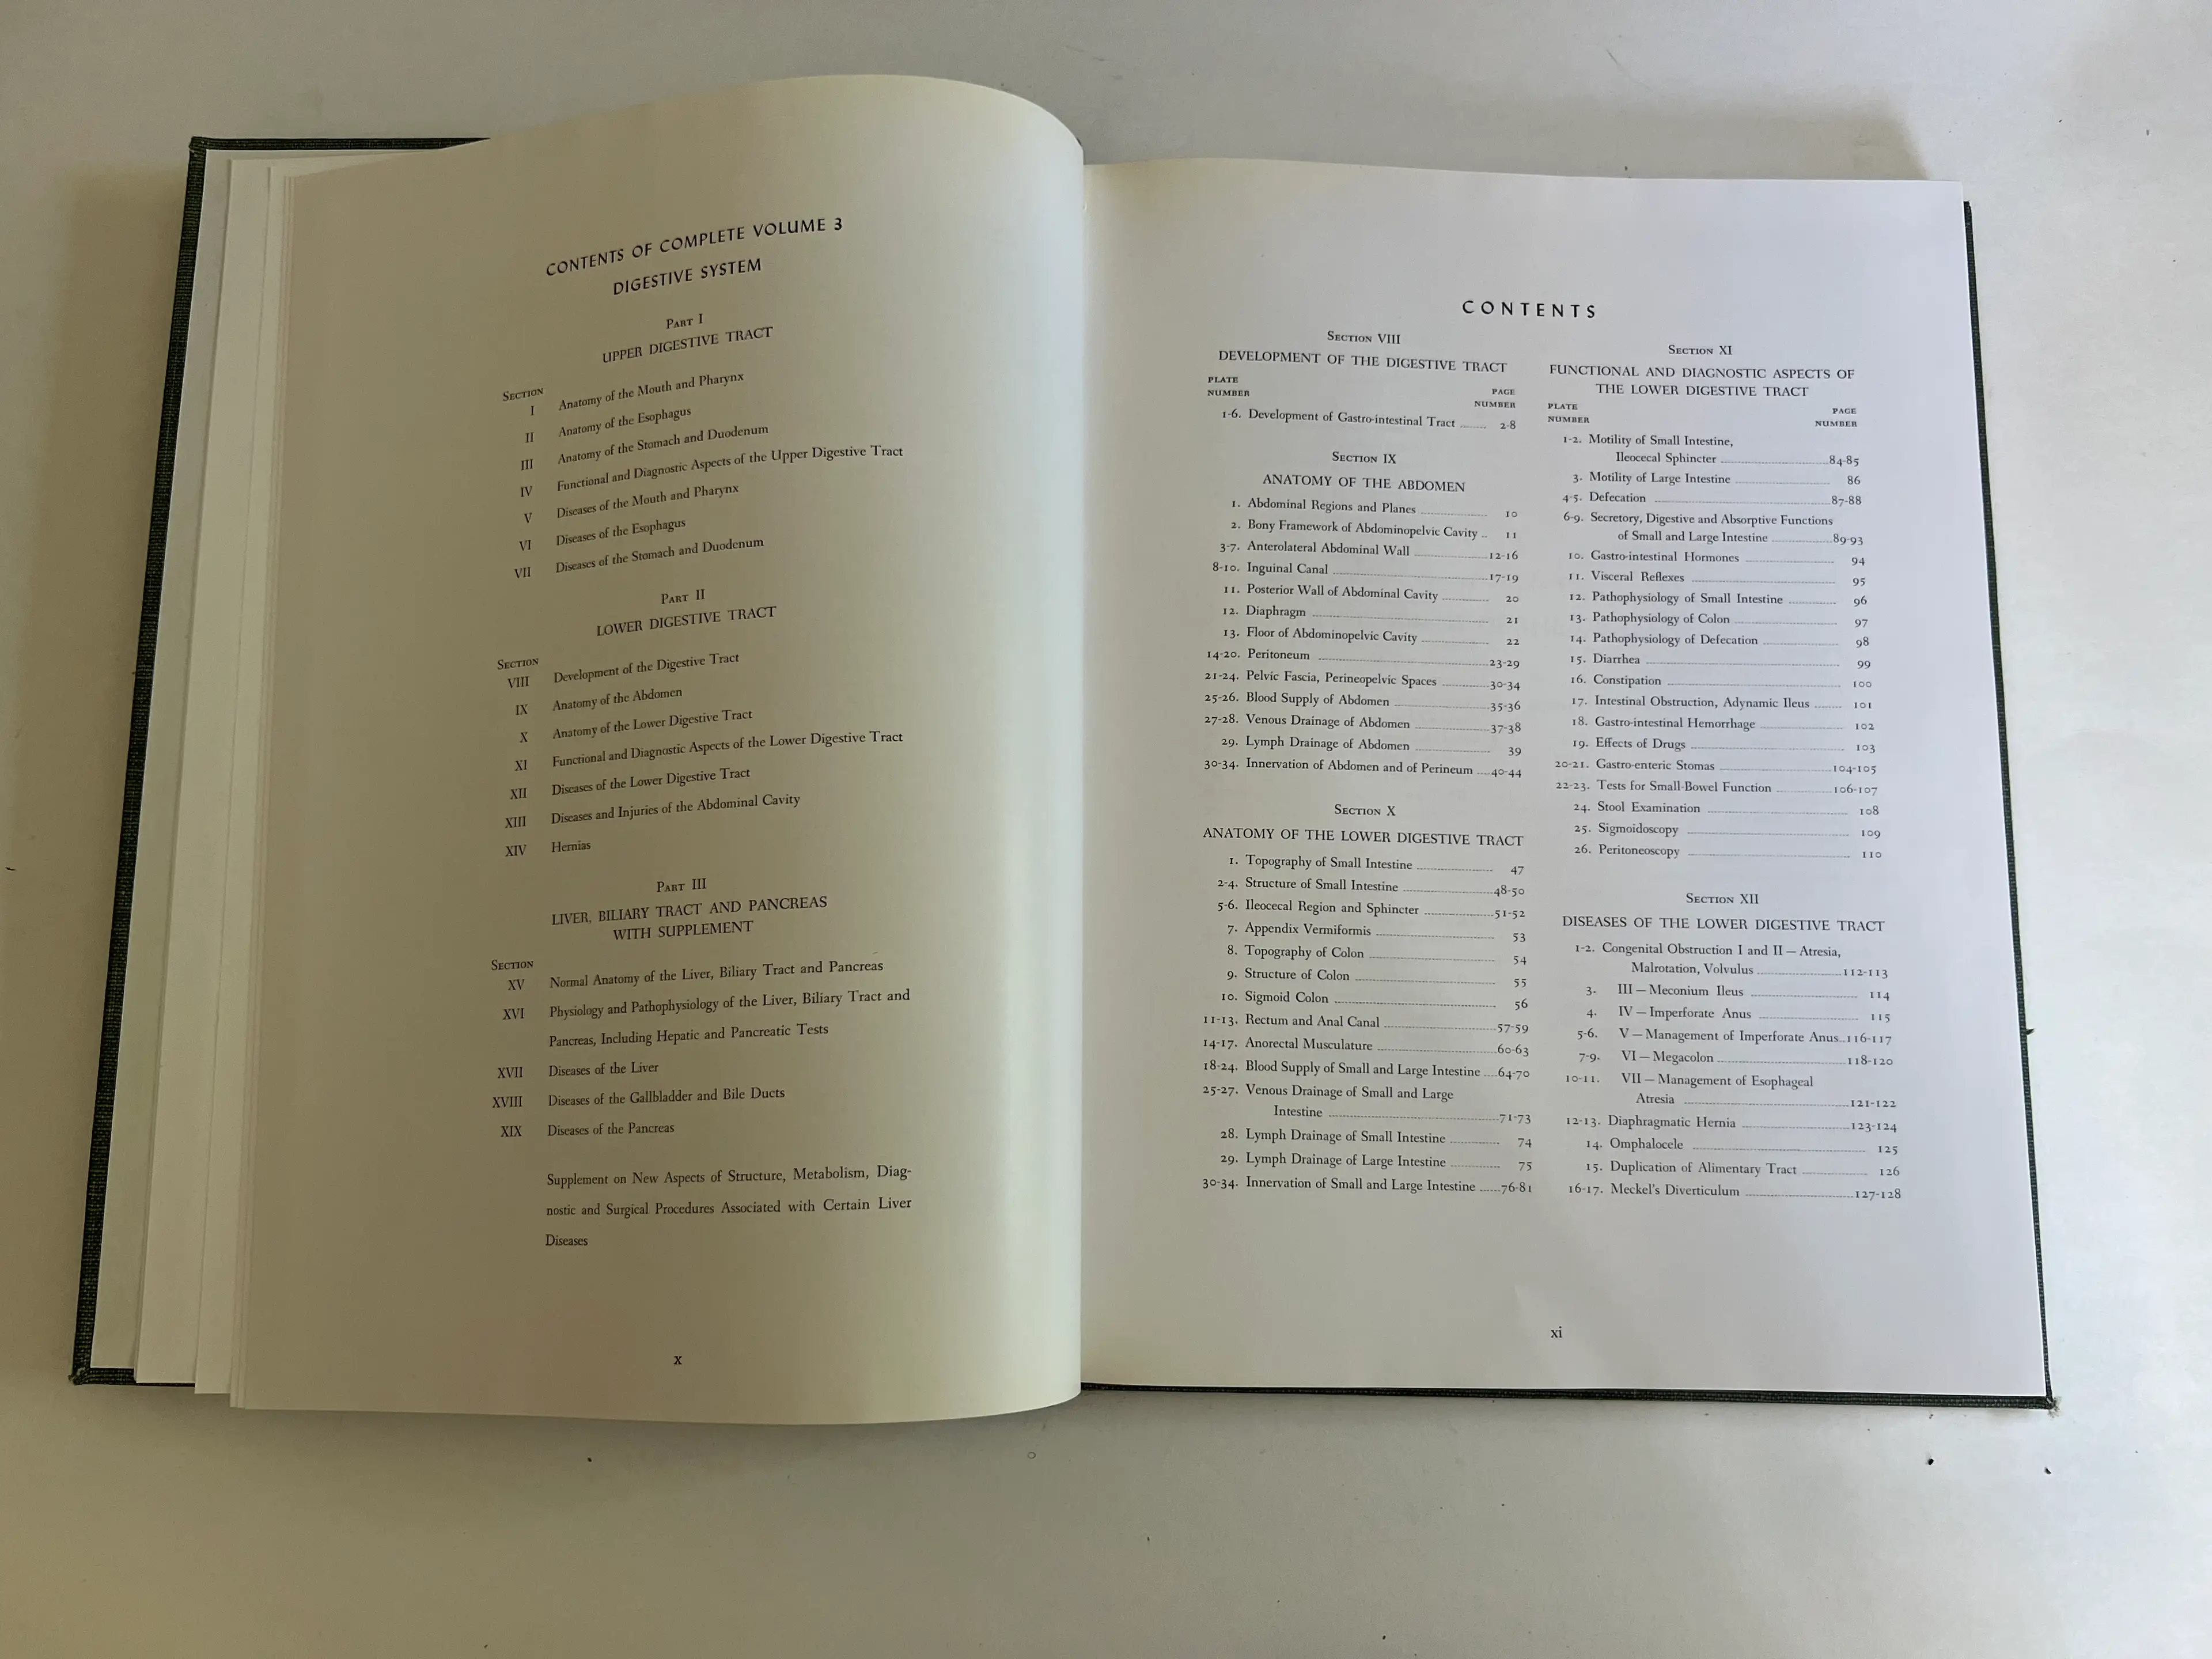 CONTENTS OF COMPLETE VOLUME 3
DIGESTIVE SYSTEM
PART I
UPPER DIGESTIVE TRACT
SECTION
I Anatomy of the Mouth and Pharynx
II Anatomy of the Esophagus
III Anatomy of the Stomach and Duodenum
IV Functional and Diagnostic Aspects of the Upper Digestive Tract
V Diseases of the Mouth and Pharynx
VI Diseases of the Esophagus
VII Diseases of the Stomach and Duodenum
PART II
LOWER DIGESTIVE TRACT
SECTION
VIII Development of the Digestive Tract
IX Anatomy of the Abdomen
X Anatomy of the Lower Digestive Tract
XI Functional and Diagnostic Aspects of the Lower Digestive Tract
XII Diseases of the Lower Digestive Tract
XIII Diseases and Injuries of the Abdominal Cavity
XIV Hernias
PART III
LIVER, BILIARY TRACT AND PANCREAS
WITH SUPPLEMENT
SECTION
XV Normal Anatomy of the Liver, Biliary Tract and Pancreas
XVI Physiology and Pathophysiology of the Liver, Biliary Tract and
Pancreas, Including Hepatic and Pancreatic Tests
XVII Diseases of the Liver
XVIII Diseases of the Gallbladder and Bile Ducts
XIX Diseases of the Pancreas
Supplement on New Aspects of Structure, Metabolism, Diag-
nostic and Surgical Procedures Associated with Certain Liver
Diseases
x
CONTENTS
SECTION VIII
DEVELOPMENT OF THE DIGESTIVE TRACT
PLATE NUMBER PAGE NUMBER
1-6. Development of Gastro-intestinal Tract ........ 2-8
SECTION IX
ANATOMY OF THE ABDOMEN
1. Abdominal Regions and Planes ........ 10
2. Bony Framework of Abdominopelvic Cavity .. 11
3-7. Anterolateral Abdominal Wall ........ 12-16
8-10. Inguinal Canal ........ 17-19
11. Posterior Wall of Abdominal Cavity ........ 20
12. Diaphragm ........ 21
13. Floor of Abdominopelvic Cavity ........ 22
14-20. Peritoneum ........ 23-29
21-24. Pelvic Fascia, Perineopelvic Spaces ........ 30-34
25-26. Blood Supply of Abdomen ........ 35-36
27-28. Venous Drainage of Abdomen ........ 37-38
29. Lymph Drainage of Abdomen ........ 39
30-34. Innervation of Abdomen and of Perineum .... 40-44
SECTION X
ANATOMY OF THE LOWER DIGESTIVE TRACT
1. Topography of Small Intestine ........ 47
2-4. Structure of Small Intestine ........ 48-50
5-6. Ileocecal Region and Sphincter ........ 51-52
7. Appendix Vermiformis ........ 53
8. Topography of Colon ........ 54
9. Structure of Colon ........ 55
10. Sigmoid Colon ........ 56
11-13. Rectum and Anal Canal ........ 57-59
14-17. Anorectal Musculature ........ 60-63
18-24. Blood Supply of Small and Large Intestine .... 64-70
25-27. Venous Drainage of Small and Large
Intestine ........ 71-73
28. Lymph Drainage of Small Intestine ........ 74
29. Lymph Drainage of Large Intestine ........ 75
30-34. Innervation of Small and Large Intestine ...... 76-81
SECTION XI
FUNCTIONAL AND DIAGNOSTIC ASPECTS OF
THE LOWER DIGESTIVE TRACT
PLATE NUMBER PAGE NUMBER
1-2. Motility of Small Intestine,
Ileocecal Sphincter ........ 84-85
3. Motility of Large Intestine ........ 86
4-5. Defecation ........ 87-88
6-9. Secretory, Digestive and Absorptive Functions
of Small and Large Intestine ........ 89-93
10. Gastro-intestinal Hormones ........ 94
11. Visceral Reflexes ........ 95
12. Pathophysiology of Small Intestine ........ 96
13. Pathophysiology of Colon ........ 97
14. Pathophysiology of Defecation ........ 98
15. Diarrhea ........ 99
16. Constipation ........ 100
17. Intestinal Obstruction, Adynamic Ileus ........ 101
18. Gastro-intestinal Hemorrhage ........ 102
19. Effects of Drugs ........ 103
20-21. Gastro-enteric Stomas ........ 104-105
22-23. Tests for Small-Bowel Function ........ 106-107
24. Stool Examination ........ 108
25. Sigmoidoscopy ........ 109
26. Peritoneoscopy ........ 110
SECTION XII
DISEASES OF THE LOWER DIGESTIVE TRACT
1-2. Congenital Obstruction I and II — Atresia,
Malrotation, Volvulus ........ 112-113
3. III — Meconium Ileus ........ 114
4. IV — Imperforate Anus ........ 115
5-6. V — Management of Imperforate Anus.. 116-117
7-9. VI — Megacolon ........ 118-120
10-11. VII — Management of Esophageal
Atresia ........ 121-122
12-13. Diaphragmatic Hernia ........ 123-124
14. Omphalocele ........ 125
15. Duplication of Alimentary Tract ........ 126
16-17. Meckel's Diverticulum ........ 127-128
xi